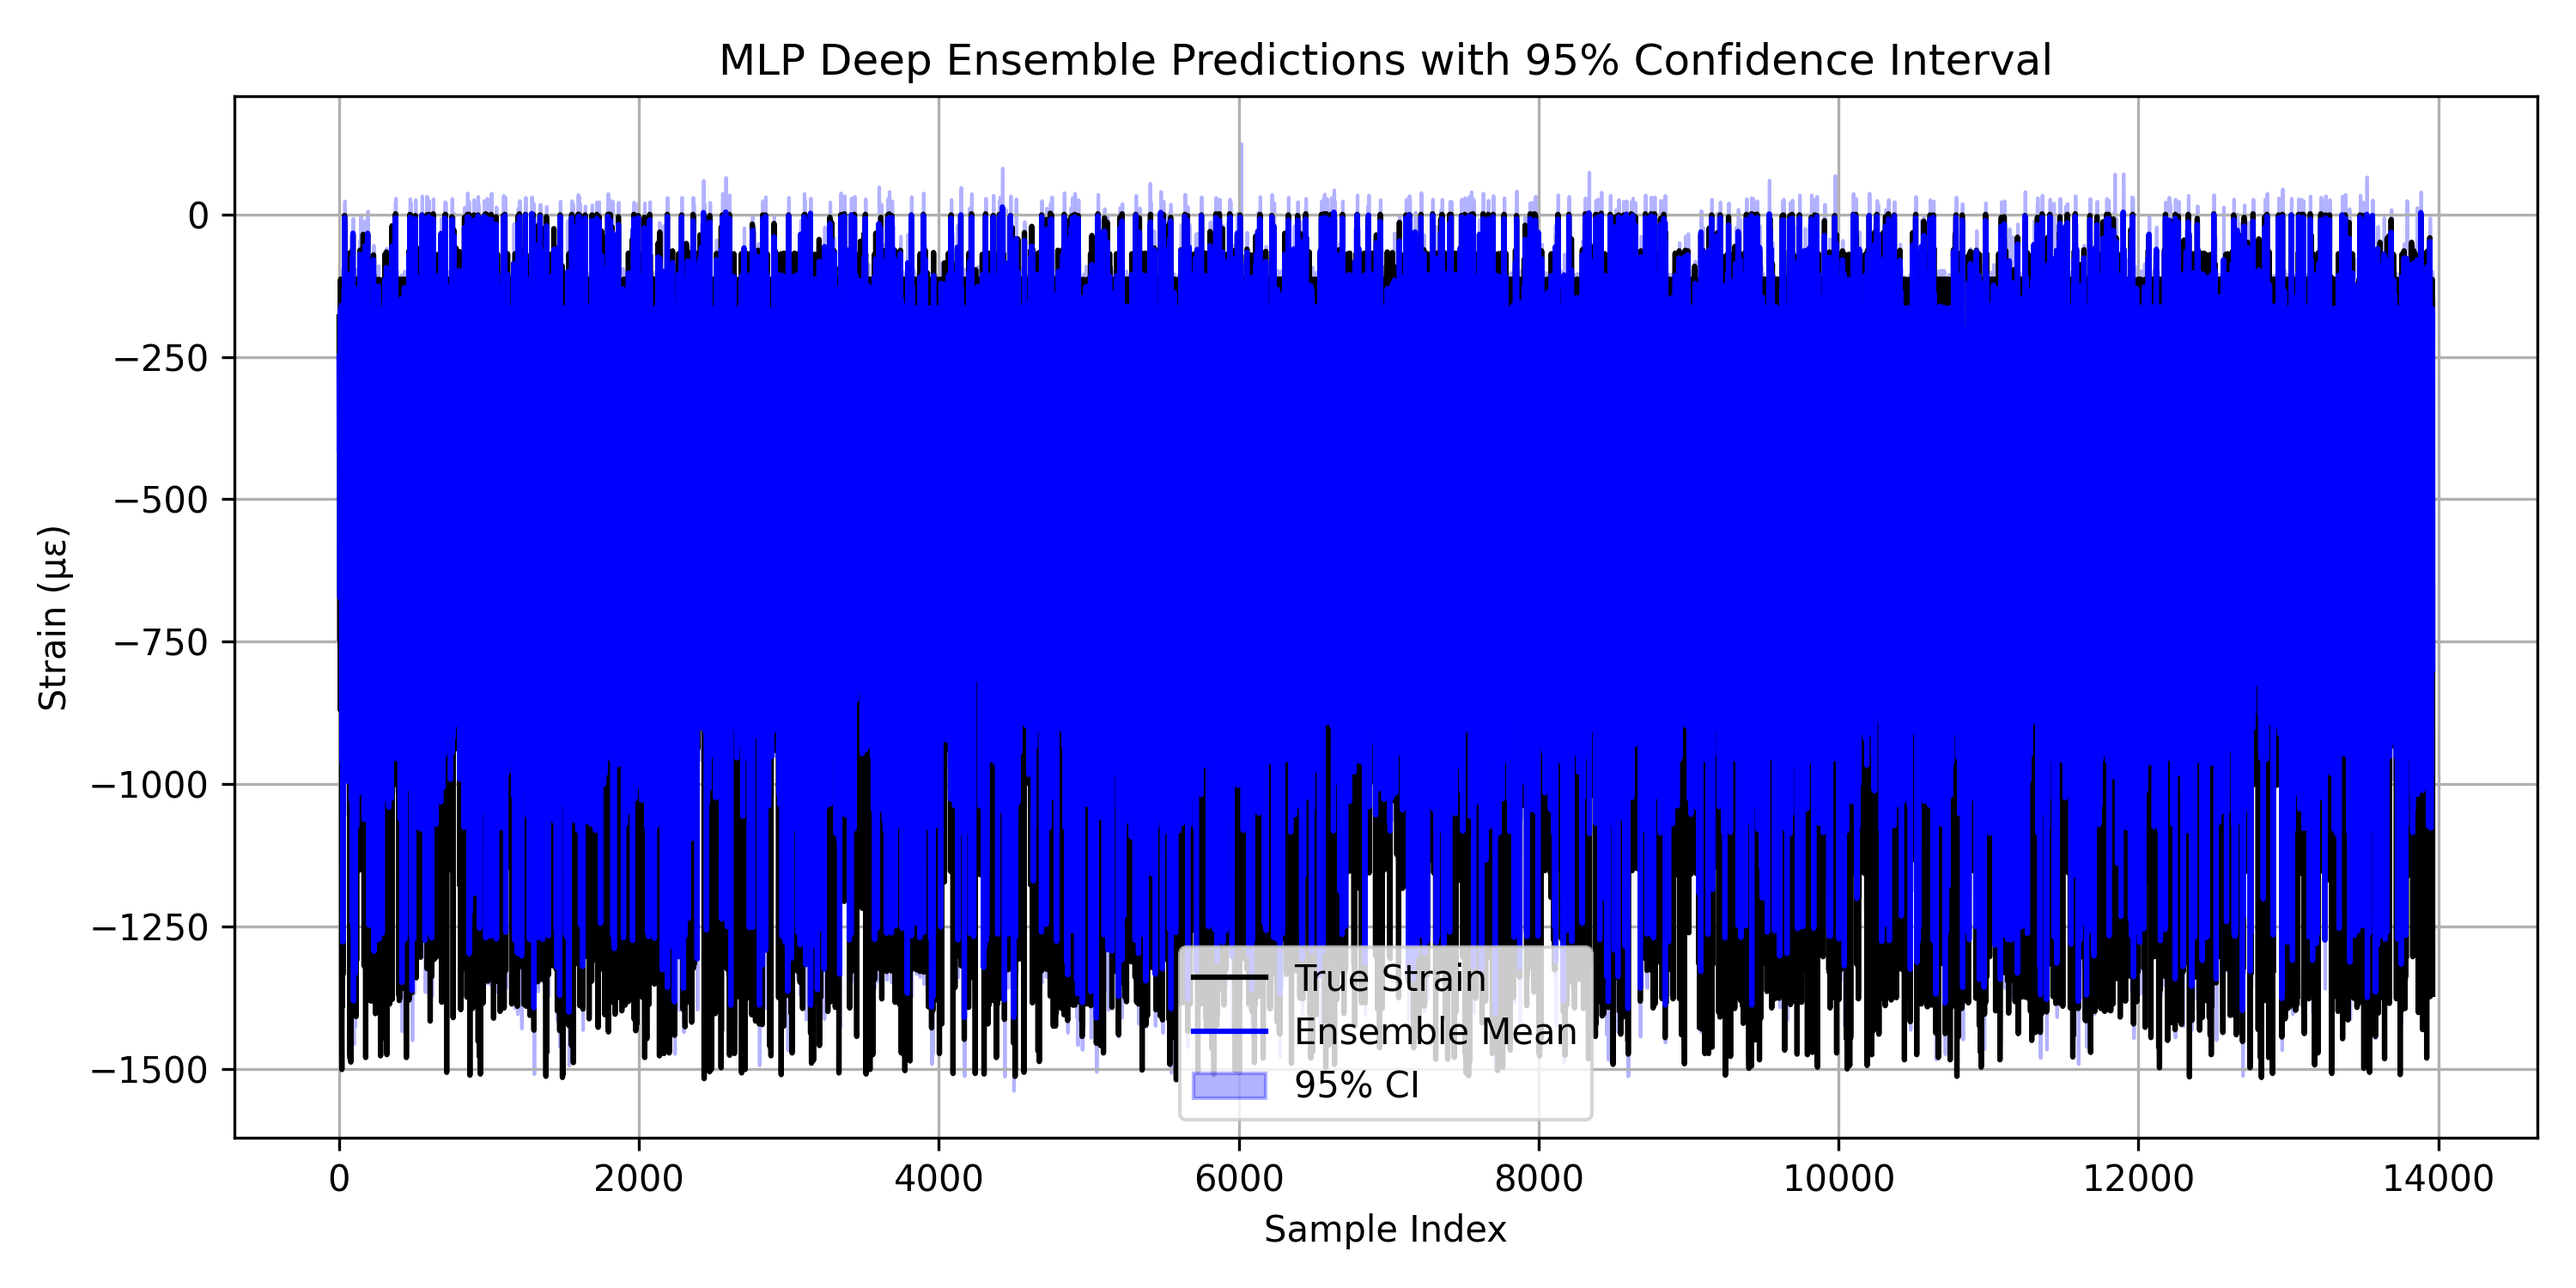 MLP Deep Ensemble Predictions with 95% Confidence Interval
Strain (με)
0
−250
−500
−750
−1000
−1250
−1500
True Strain
Ensemble Mean
95% CI
0 2000 4000 6000 8000 10000 12000 14000
Sample Index